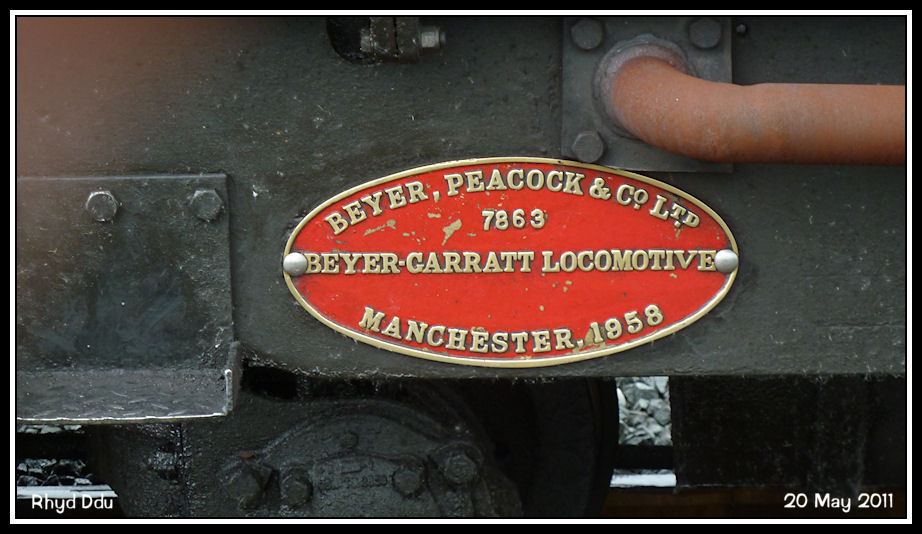 BEYER, PEACOCK & CO. LTD
7863
BEYER-GARRATT LOCOMOTIVE
MANCHESTER, 1958
Rhyd Ddu
20 May 2011